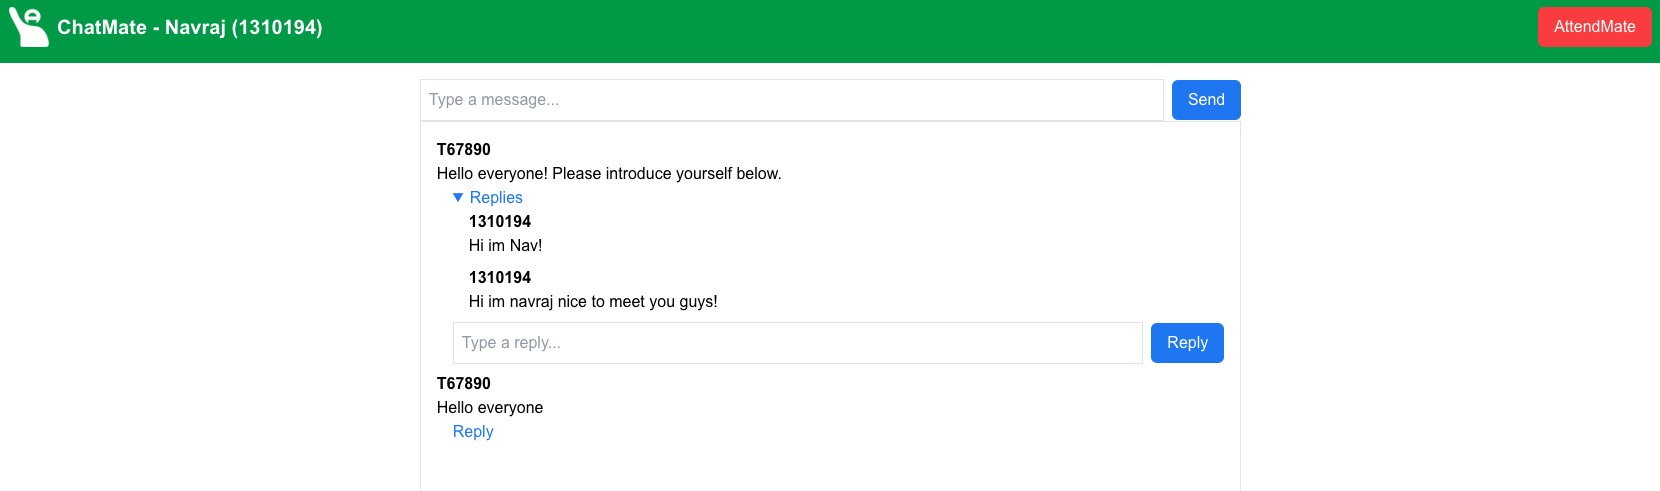 ChatMate - Navraj (1310194)
AttendMate
Type a message...
Send
T67890
Hello everyone! Please introduce yourself below.
▼ Replies
1310194
Hi im Nav!
1310194
Hi im navraj nice to meet you guys!
Type a reply...
Reply
T67890
Hello everyone
Reply